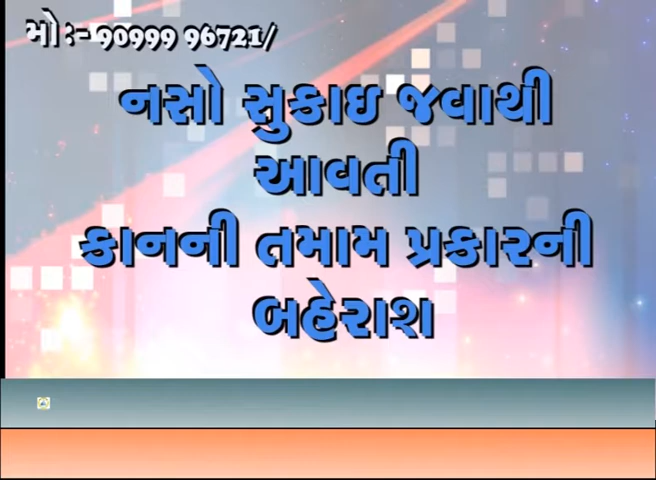 મો :- 90999 96721/
નસો સુકાઇ જવાથી
આવતી
કાનની તમામ પ્રકારની
બહેરાશ